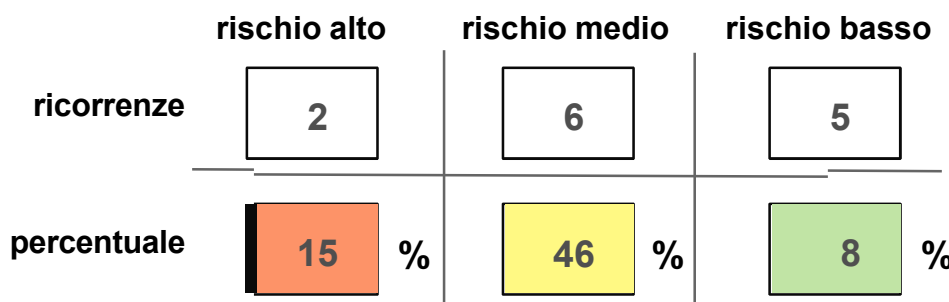 rischio alto rischio medio rischio basso
ricorrenze 2 6 5
percentuale 15 % 46 % 8 %